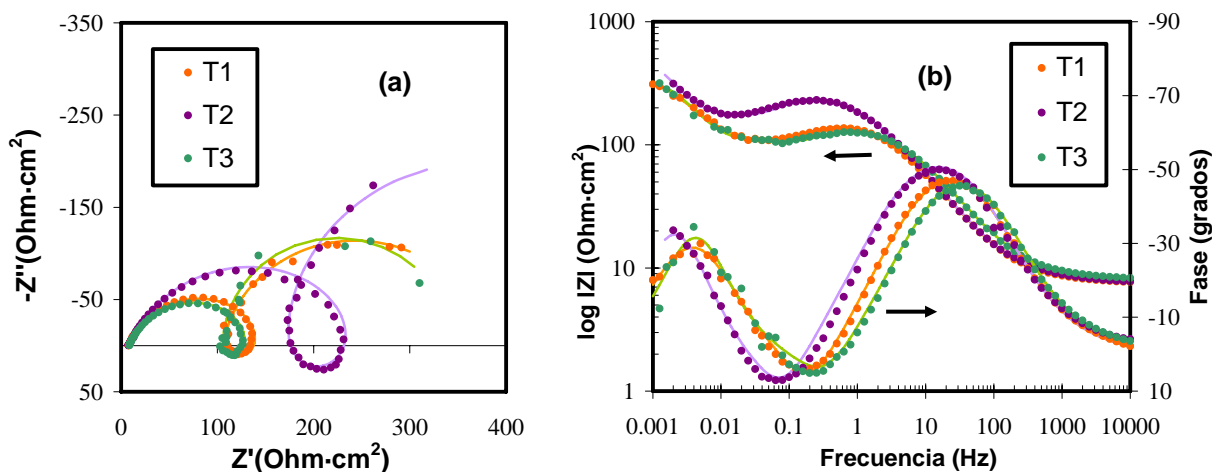 -350
-250
-150
-50
50
-Z''(Ohm·cm2)
T1
T2
T3
(a)
0 100 200 300 400
Z'(Ohm·cm2)
1000
100
10
1
log IZI (Ohm·cm2)
(b)
T1
T2
T3
-90
-70
-50
-30
-10
10
Fase (grados)
0.001 0.01 0.1 1 10 100 1000 10000
Frecuencia (Hz)